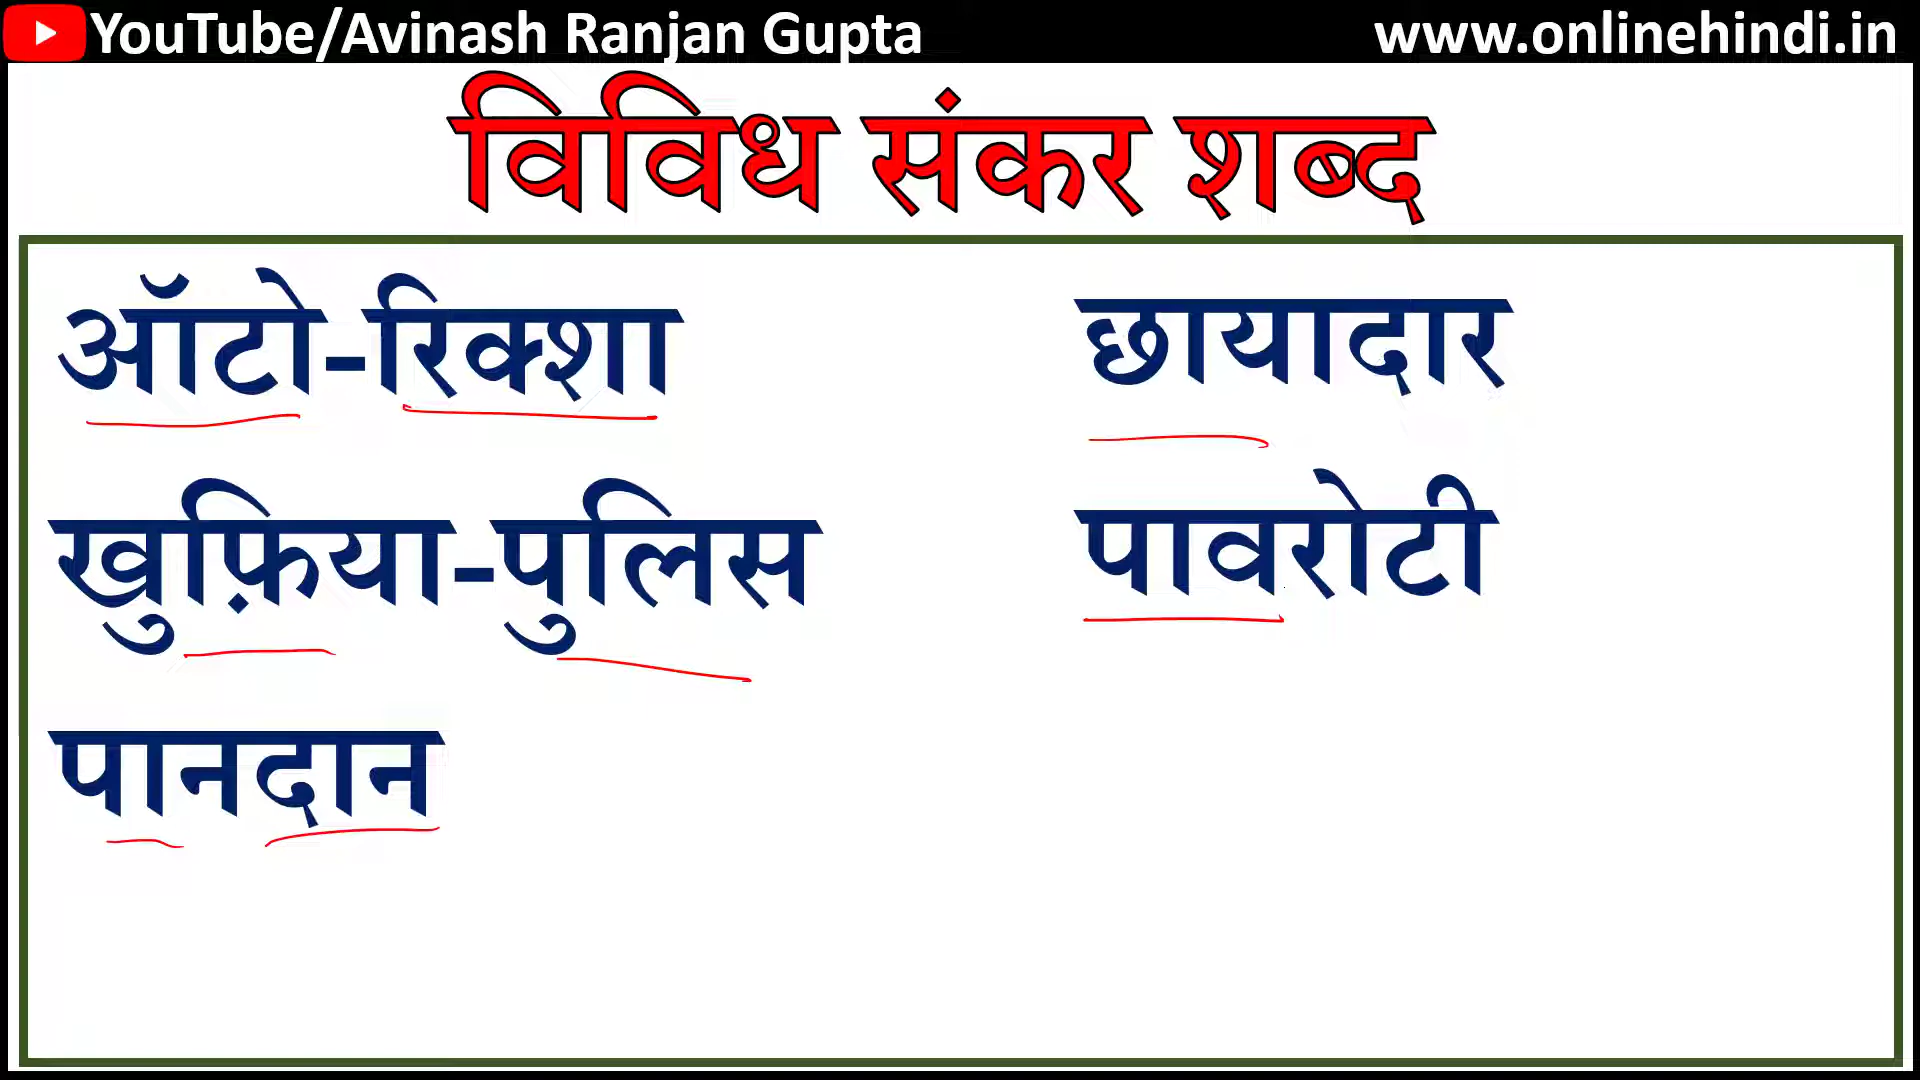 YouTube/Avinash Ranjan Gupta
www.onlinehindi.in
विविध संकर शब्द
ऑटो-रिक्शा
छायादार
खुफ़िया-पुलिस
पावरोटी
पानदान